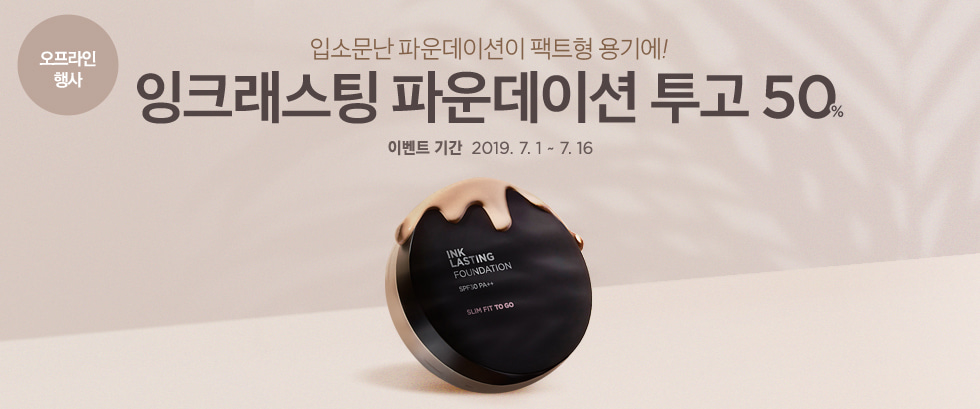 오프라인
행사
입소문난 파운데이션이 팩트형 용기에!
잉크래스팅 파운데이션 투고 50%
이벤트 기간 2019. 7. 1 ~ 7. 16
INK
LASTING
FOUNDATION
SPF30 PA++
SLIM FIT TO GO